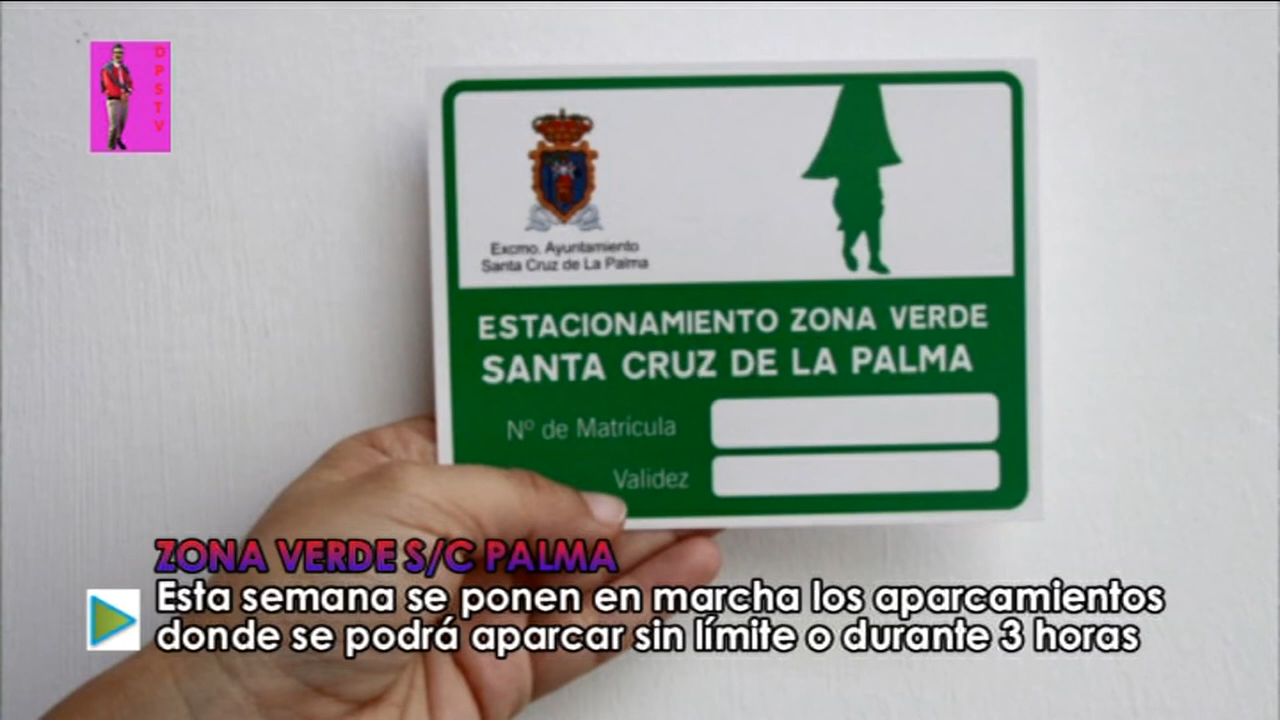 DPSTV
Excmo. Ayuntamiento
Santa Cruz de La Palma
ESTACIONAMIENTO ZONA VERDE
SANTA CRUZ DE LA PALMA
Nº de Matrícula
Validez
ZONA VERDE S/C PALMA
Esta semana se ponen en marcha los aparcamientos
donde se podrá aparcar sin límite o durante 3 horas